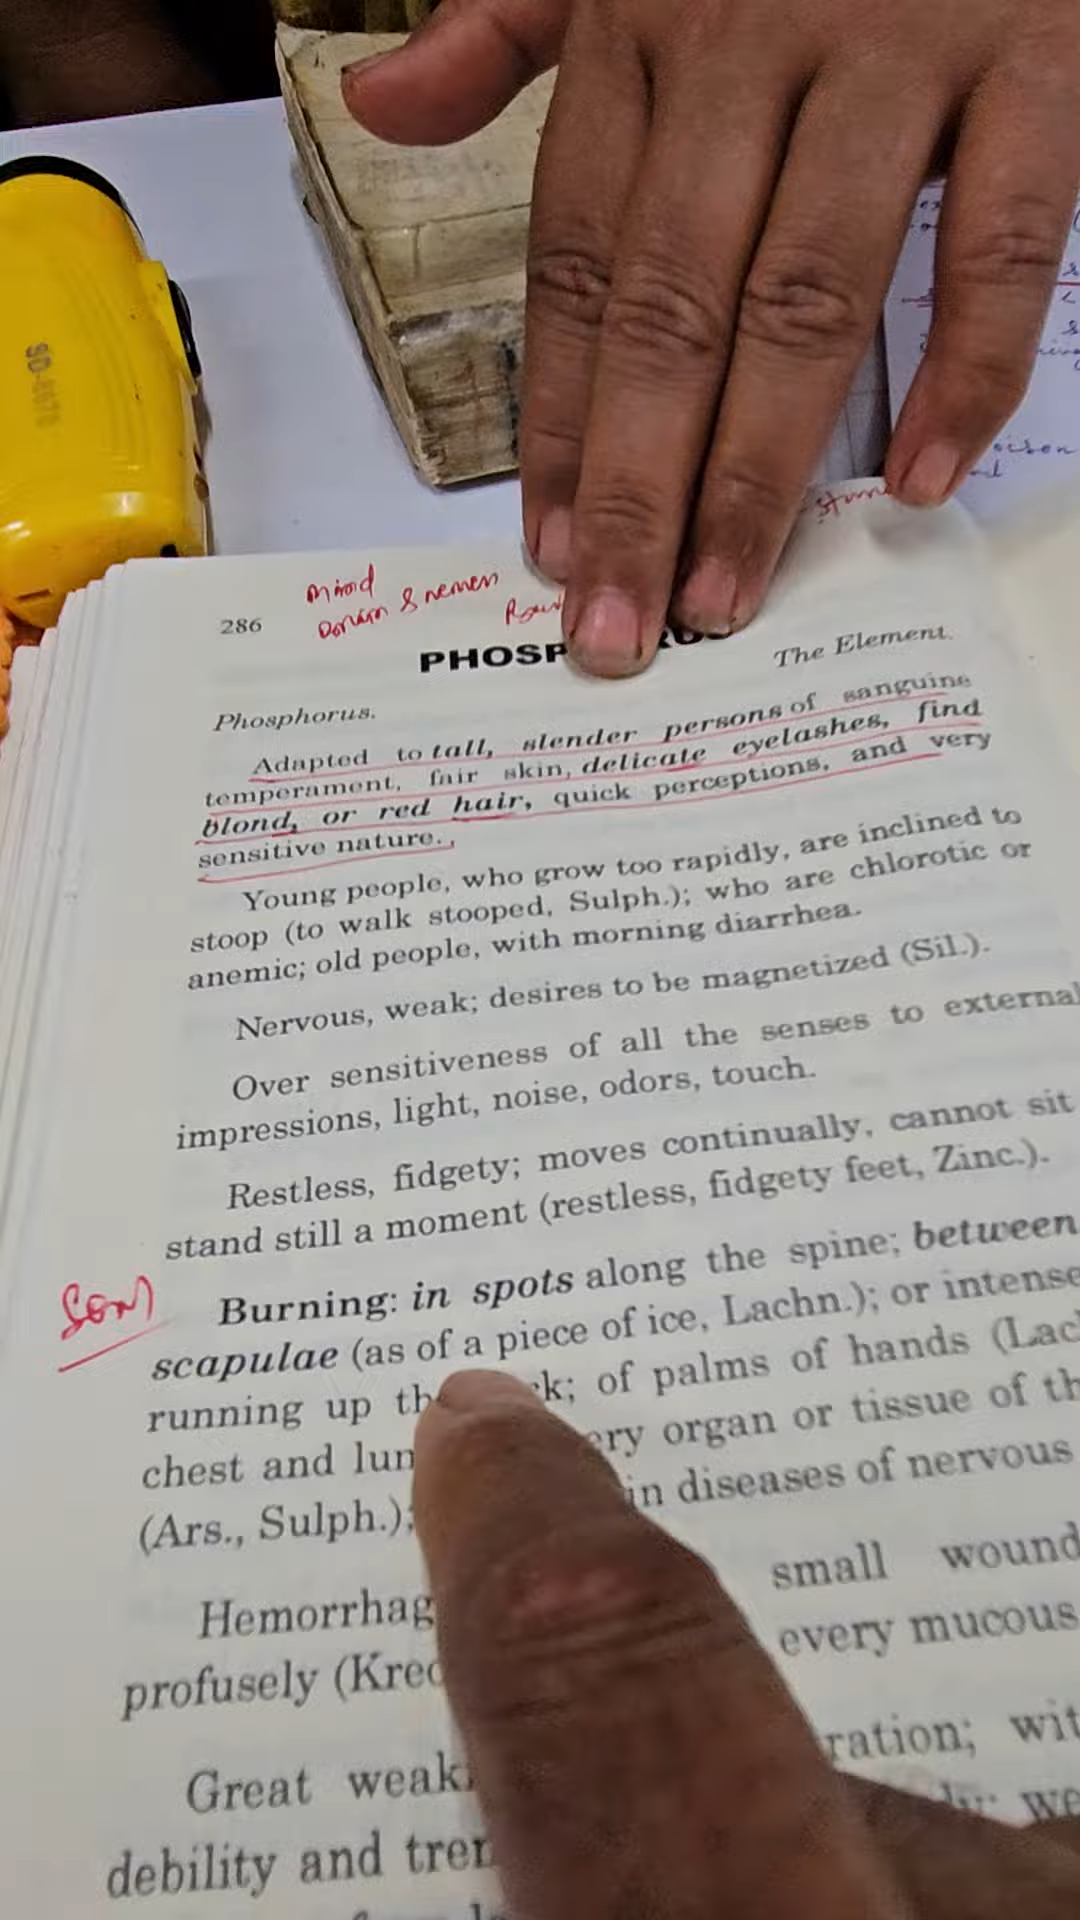 286
mind
PHOSP
The Element.
Phosphorus.
Adapted to tall, slender persons of sanguine
temperament, fair skin, delicate eyelashes, find
blond, or red hair, quick perceptions, and very
sensitive nature.
Young people, who grow too rapidly, are inclined to
stoop (to walk stooped, Sulph.); who are chlorotic or
anemic; old people, with morning diarrhea.
Nervous, weak; desires to be magnetized (Sil.).
Over sensitiveness of all the senses to external
impressions, light, noise, odors, touch.
Restless, fidgety; moves continually, cannot sit
stand still a moment (restless, fidgety feet, Zinc.).
Burning: in spots along the spine; between
scapulae (as of a piece of ice, Lachn.); or intense
running up th k; of palms of hands (Lac
chest and lun ery organ or tissue of th
(Ars., Sulph.); in diseases of nervous
Hemorrhag small wound
profusely (Kreo every mucous
Great weak ration; wit
debility and tre we